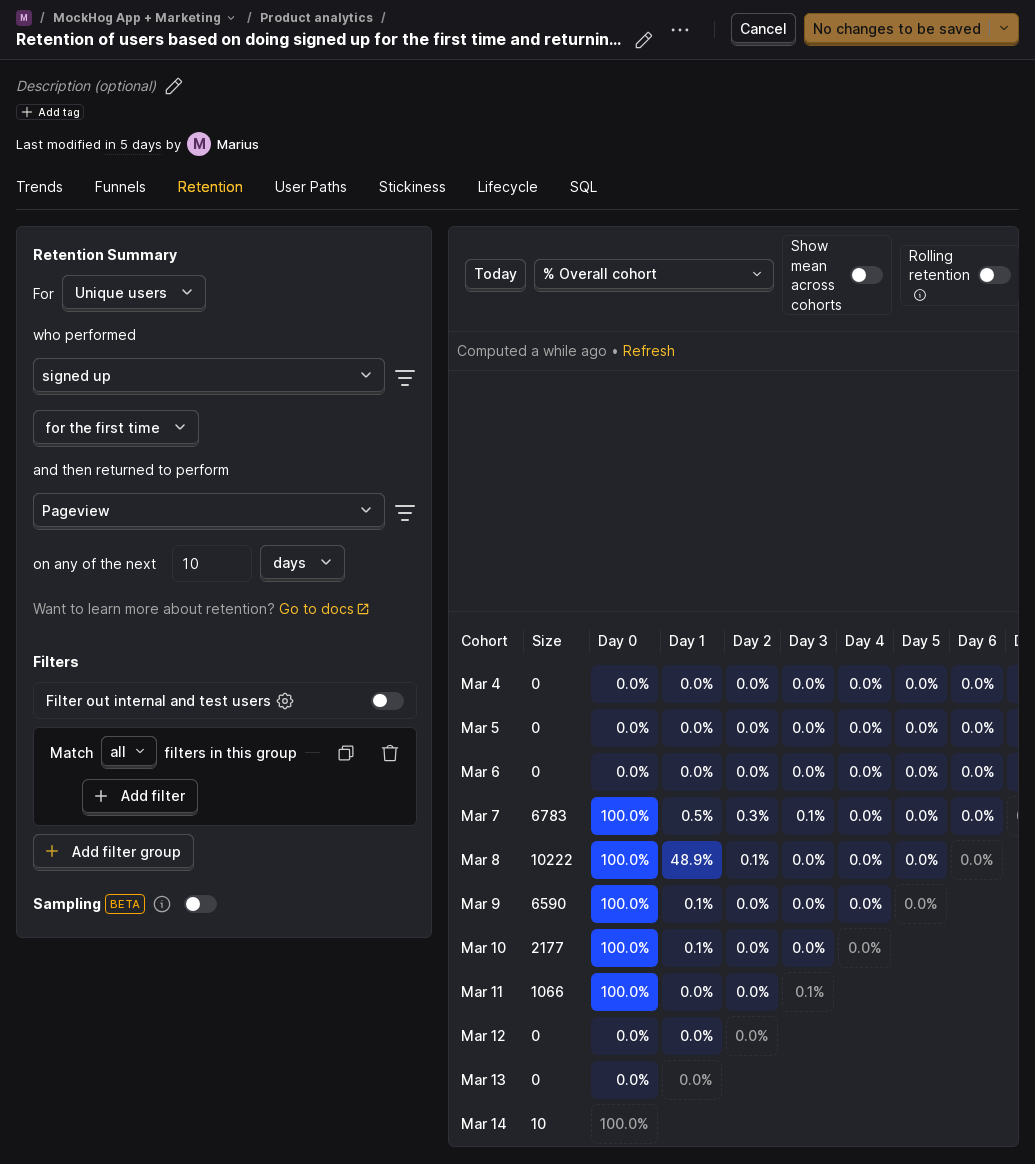 M / MockHog App + Marketing / Product analytics /
Retention of users based on doing signed up for the first time and returnin...
Cancel
No changes to be saved
Description (optional)
Add tag
Last modified in 5 days by M Marius
Trends Funnels Retention User Paths Stickiness Lifecycle SQL
Retention Summary
For Unique users
who performed
signed up
for the first time
and then returned to perform
Pageview
on any of the next 10 days
Want to learn more about retention? Go to docs
Filters
Filter out internal and test users
Match all filters in this group
Add filter
Add filter group
Sampling BETA
Today
% Overall cohort
Show
mean
across
cohorts
Rolling
retention
Computed a while ago • Refresh
Cohort Size Day 0 Day 1 Day 2 Day 3 Day 4 Day 5 Day 6
Mar 4 0 0.0% 0.0% 0.0% 0.0% 0.0% 0.0% 0.0%
Mar 5 0 0.0% 0.0% 0.0% 0.0% 0.0% 0.0% 0.0%
Mar 6 0 0.0% 0.0% 0.0% 0.0% 0.0% 0.0% 0.0%
Mar 7 6783 100.0% 0.5% 0.3% 0.1% 0.0% 0.0% 0.0%
Mar 8 10222 100.0% 48.9% 0.1% 0.0% 0.0% 0.0% 0.0%
Mar 9 6590 100.0% 0.1% 0.0% 0.0% 0.0% 0.0%
Mar 10 2177 100.0% 0.1% 0.0% 0.0% 0.0%
Mar 11 1066 100.0% 0.0% 0.0% 0.1%
Mar 12 0 0.0% 0.0% 0.0%
Mar 13 0 0.0% 0.0%
Mar 14 10 100.0%